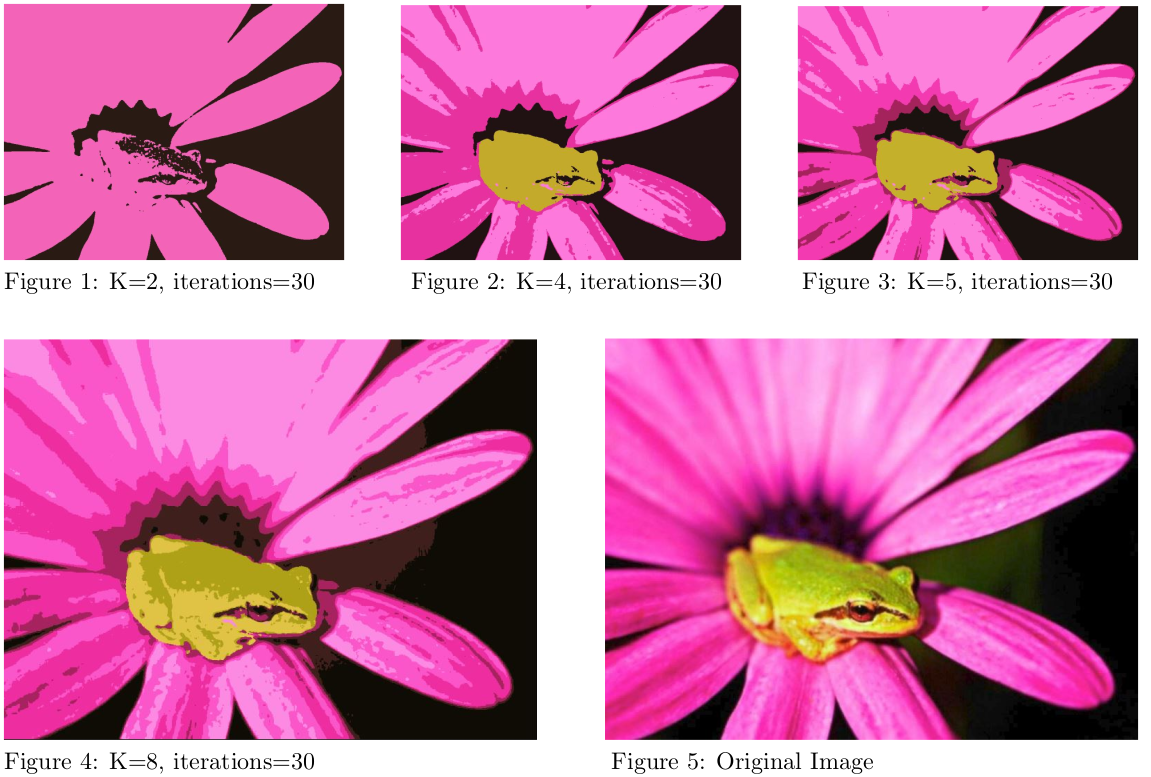 Figure 1: K=2, iterations=30
Figure 2: K=4, iterations=30
Figure 3: K=5, iterations=30
Figure 4: K=8, iterations=30
Figure 5: Original Image